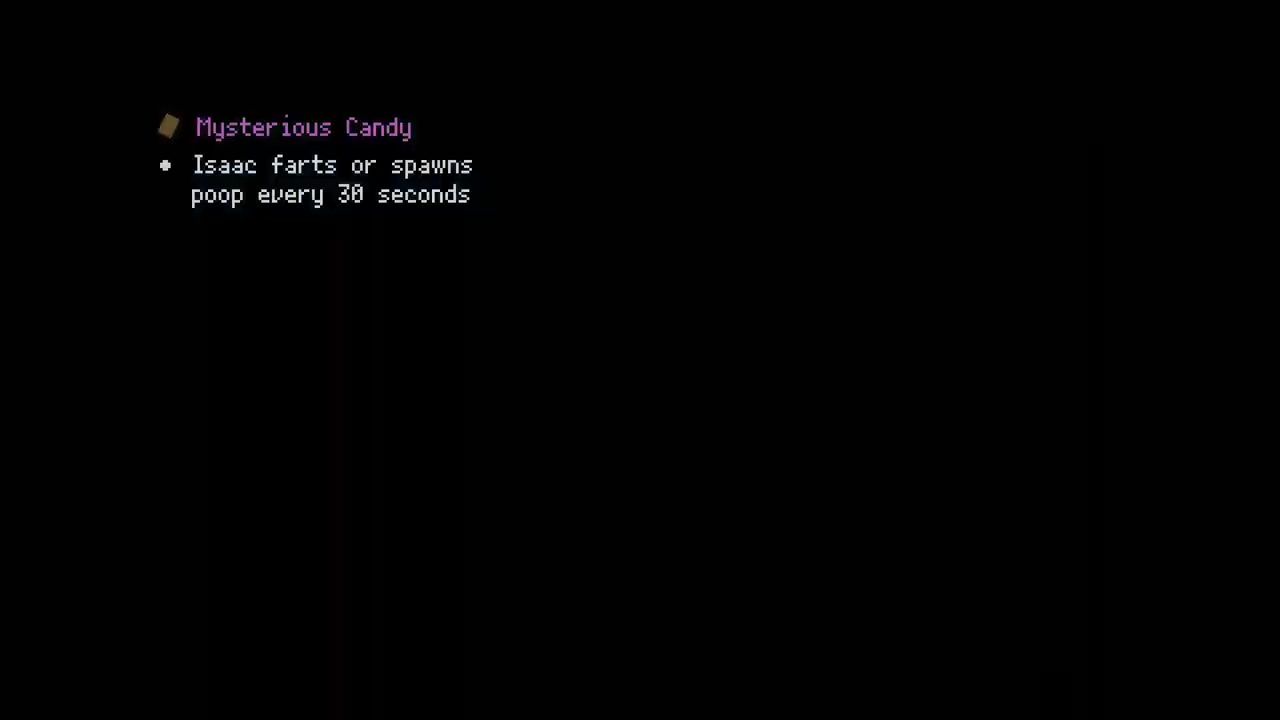 Mysterious Candy
● Isaac farts or spawns
poop every 30 seconds